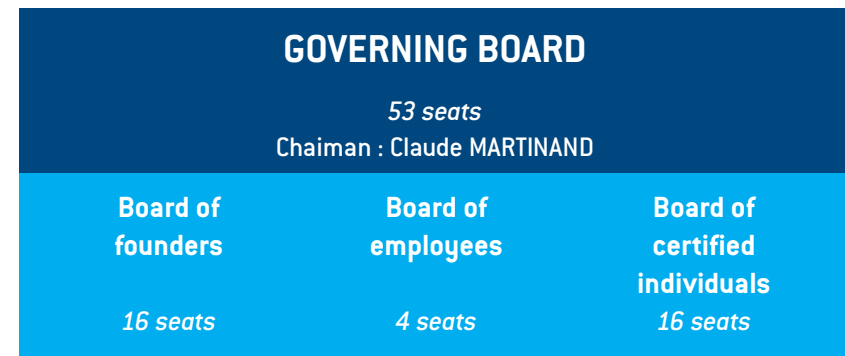 GOVERNING BOARD
53 seats
Chaiman : Claude MARTINAND
Board of
founders
16 seats
Board of
employees
4 seats
Board of
certified
individuals
16 seats